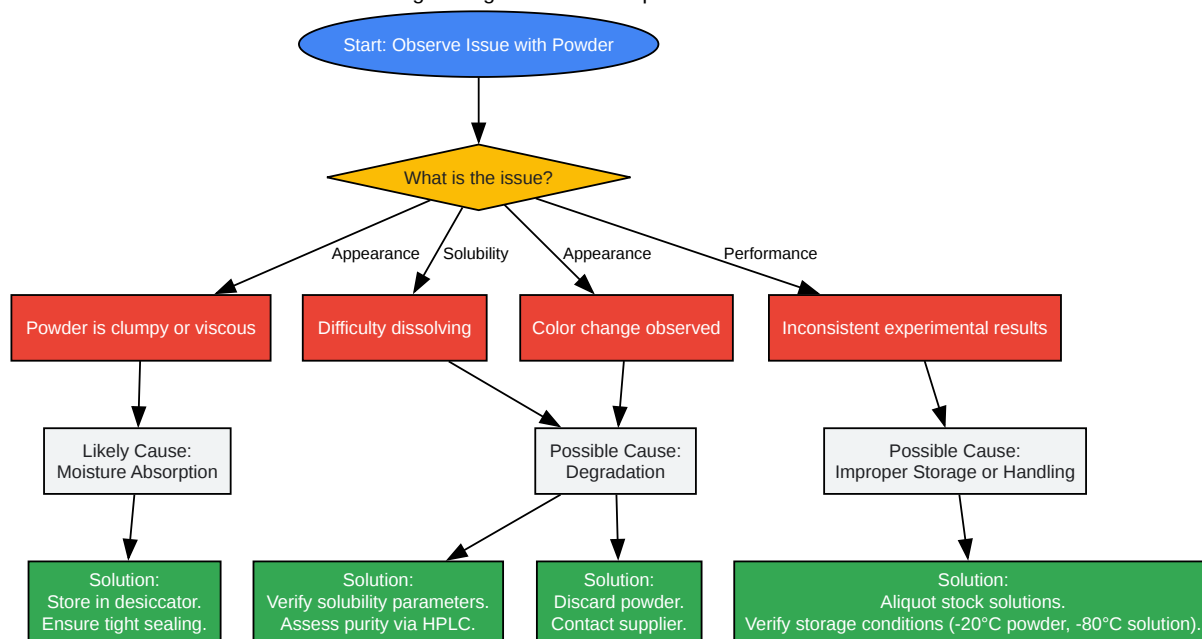 Start: Observe Issue with Powder
What is the issue?
Appearance
Solubility
Appearance
Performance
Powder is clumpy or viscous
Difficulty dissolving
Color change observed
Inconsistent experimental results
Likely Cause:
Moisture Absorption
Possible Cause:
Degradation
Possible Cause:
Improper Storage or Handling
Solution:
Store in desiccator.
Ensure tight sealing.
Solution:
Verify solubility parameters.
Assess purity via HPLC.
Solution:
Discard powder.
Contact supplier.
Solution:
Aliquot stock solutions.
Verify storage conditions (-20°C powder, -80°C solution).